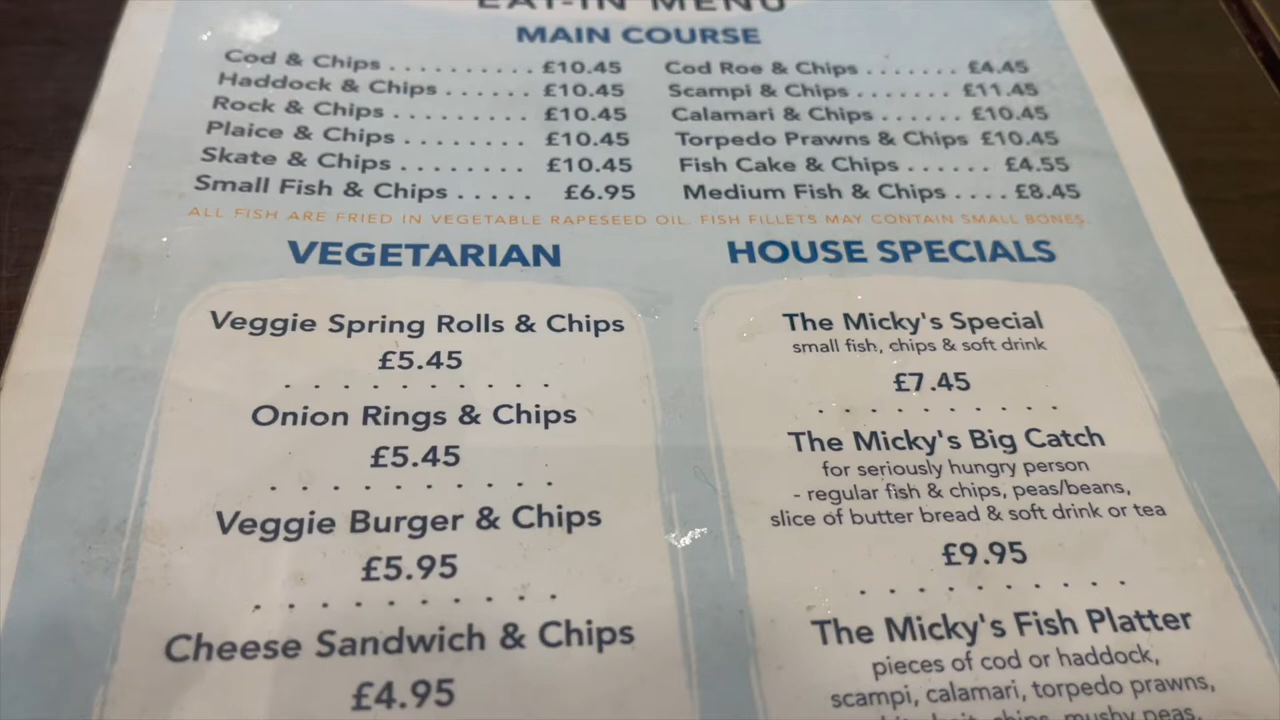 EAT-IN MENU
MAIN COURSE
Cod & Chips . . . . . . . . . . £10.45
Haddock & Chips . . . . . . £10.45
Rock & Chips . . . . . . . . . £10.45
Plaice & Chips . . . . . . . . £10.45
Skate & Chips . . . . . . . . £10.45
Small Fish & Chips . . . . . £6.95
Cod Roe & Chips . . . . . . . £4.45
Scampi & Chips . . . . . . . £11.45
Calamari & Chips . . . . . . £10.45
Torpedo Prawns & Chips £10.45
Fish Cake & Chips . . . . . . £4.55
Medium Fish & Chips . . . . £8.45
ALL FISH ARE FRIED IN VEGETABLE RAPESEED OIL. FISH FILLETS MAY CONTAIN SMALL BONES.
VEGETARIAN
Veggie Spring Rolls & Chips
£5.45
Onion Rings & Chips
£5.45
Veggie Burger & Chips
£5.95
Cheese Sandwich & Chips
£4.95
HOUSE SPECIALS
The Micky's Special
small fish, chips & soft drink
£7.45
The Micky's Big Catch
for seriously hungry person
- regular fish & chips, peas/beans,
slice of butter bread & soft drink or tea
£9.95
The Micky's Fish Platter
pieces of cod or haddock,
scampi, calamari, torpedo prawns,
chips, mushy peas,